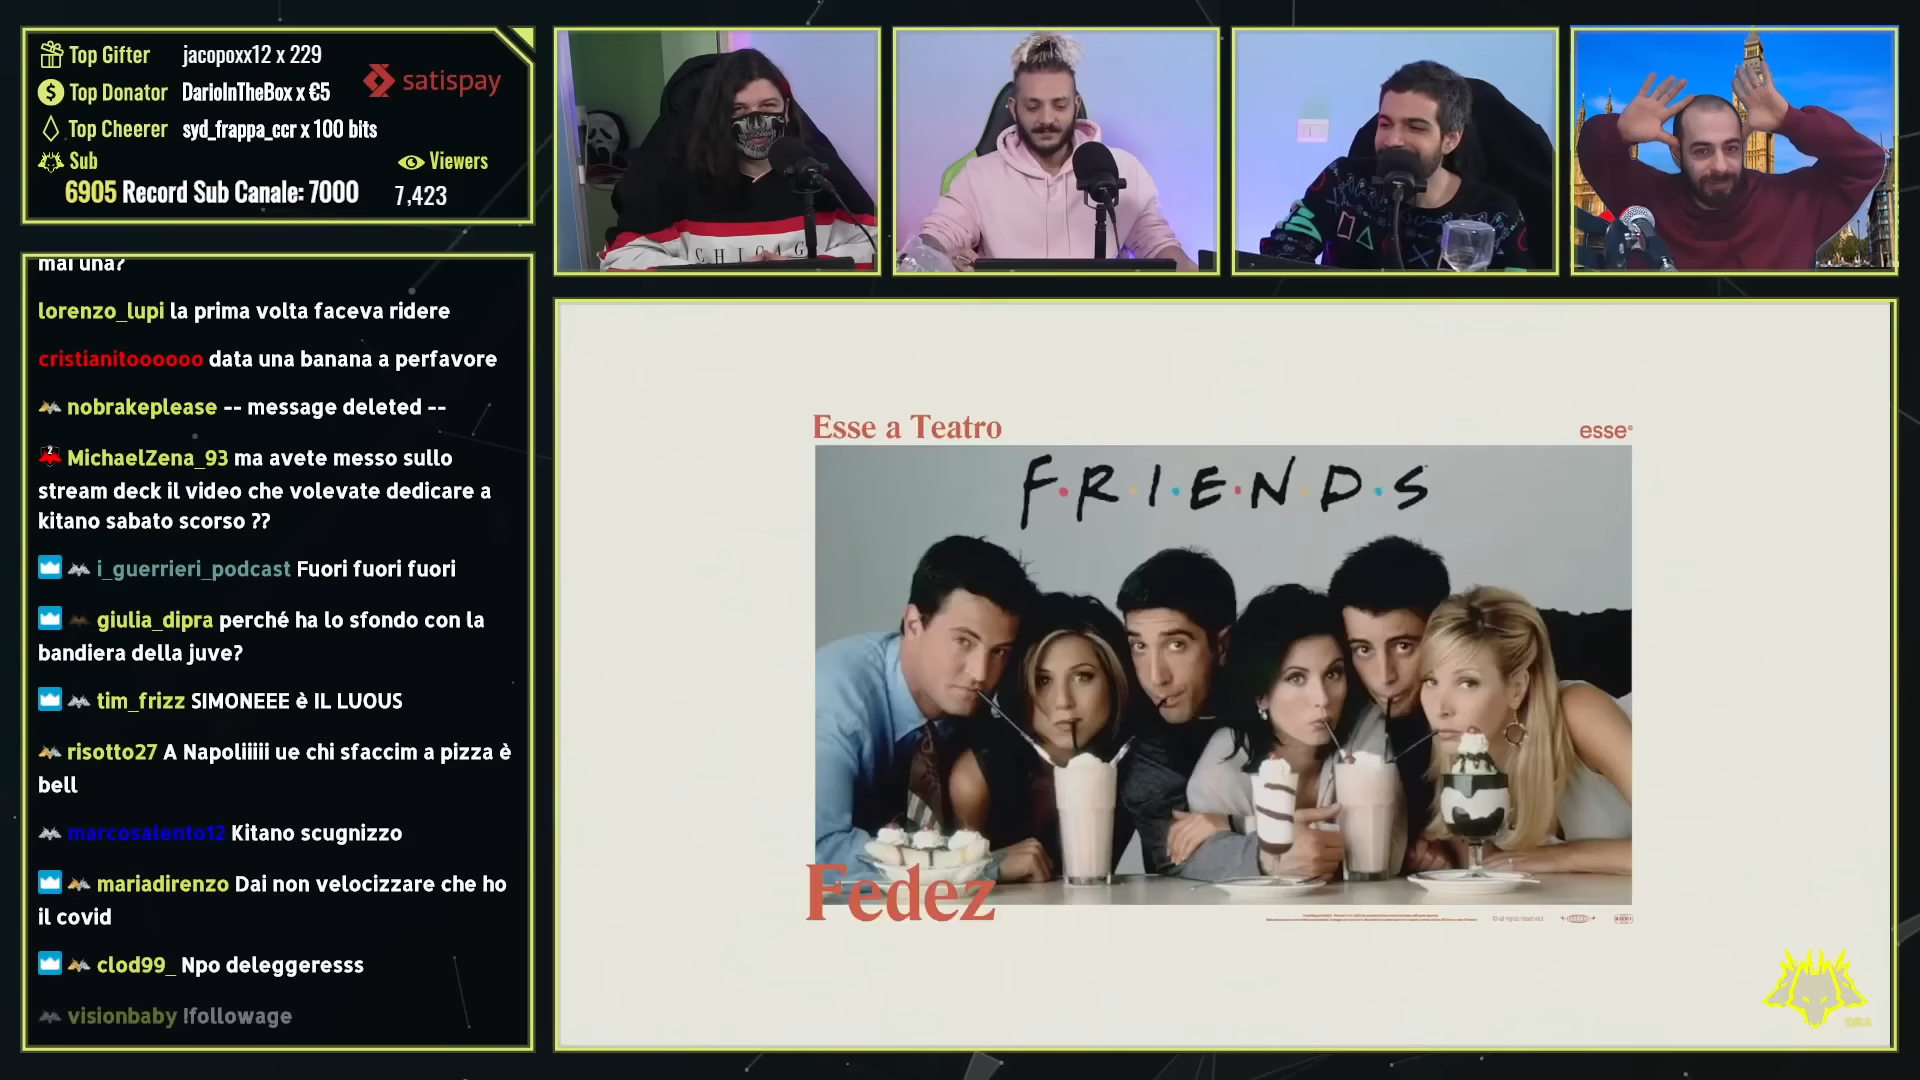 Top Gifter jacopoxx12 x 229
Top Donator DarioInTheBox x €5
satispay
Top Cheerer syd_frappa_ccr x 100 bits
Sub
Viewers
6905 Record Sub Canale: 7000
7,423
mai una?
lorenzo_lupi la prima volta faceva ridere
cristianitoooooo data una banana a perfavore
nobrakeplease -- message deleted --
MichaelZena_93 ma avete messo sullo
stream deck il video che volevate dedicare a
kitano sabato scorso ??
i_guerrieri_podcast Fuori fuori fuori
giulia_dipra perché ha lo sfondo con la
bandiera della juve?
tim_frizz SIMONEEE è IL LUOUS
risotto27 A Napoliiiii ue chi sfaccim a pizza è
bell
marcosalento12 Kitano scugnizzo
mariadirenzo Dai non velocizzare che ho
il covid
clod99_ Npo deleggeresss
visionbaby !followage
CHICAG
Esse a Teatro
esse
F·R·I·E·N·D·S
Fedez
© all rights reserved